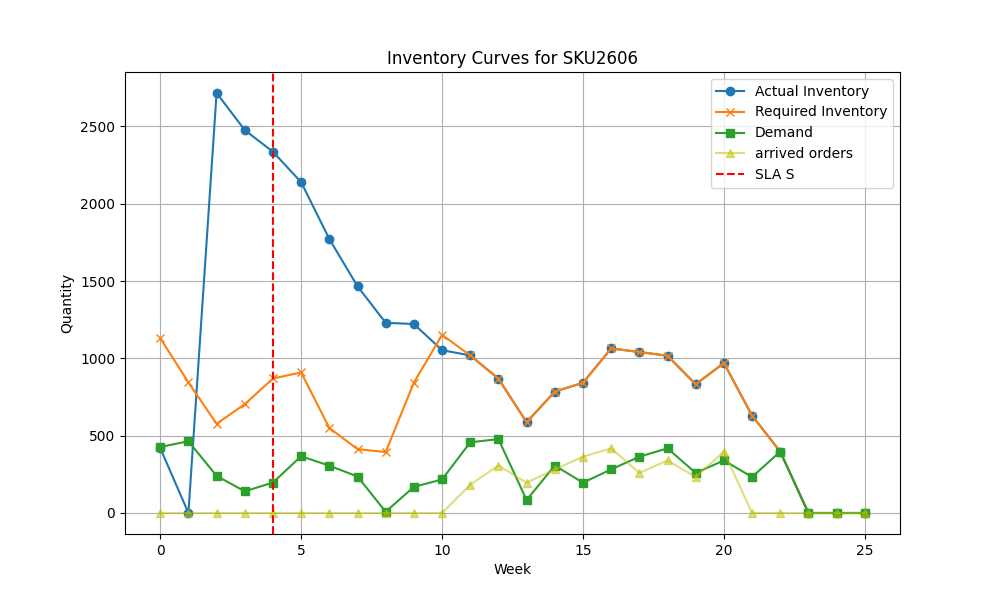 Inventory Curves for SKU2606
Actual Inventory
Required Inventory
Demand
arrived orders
SLA S
Quantity
2500
2000
1500
1000
500
0
0 5 10 15 20 25
Week